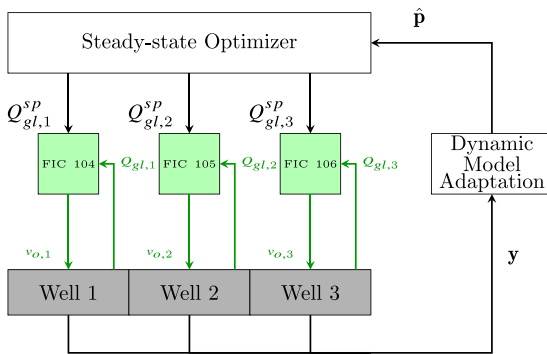 p̂
Steady-state Optimizer
Q^{sp}_{gl,1} Q^{sp}_{gl,2} Q^{sp}_{gl,3}
FIC 104 Q_{gl,1} FIC 105 Q_{gl,2} FIC 106 Q_{gl,3}
Dynamic
Model
Adaptation
v_{o,1} v_{o,2} v_{o,3} y
Well 1 Well 2 Well 3